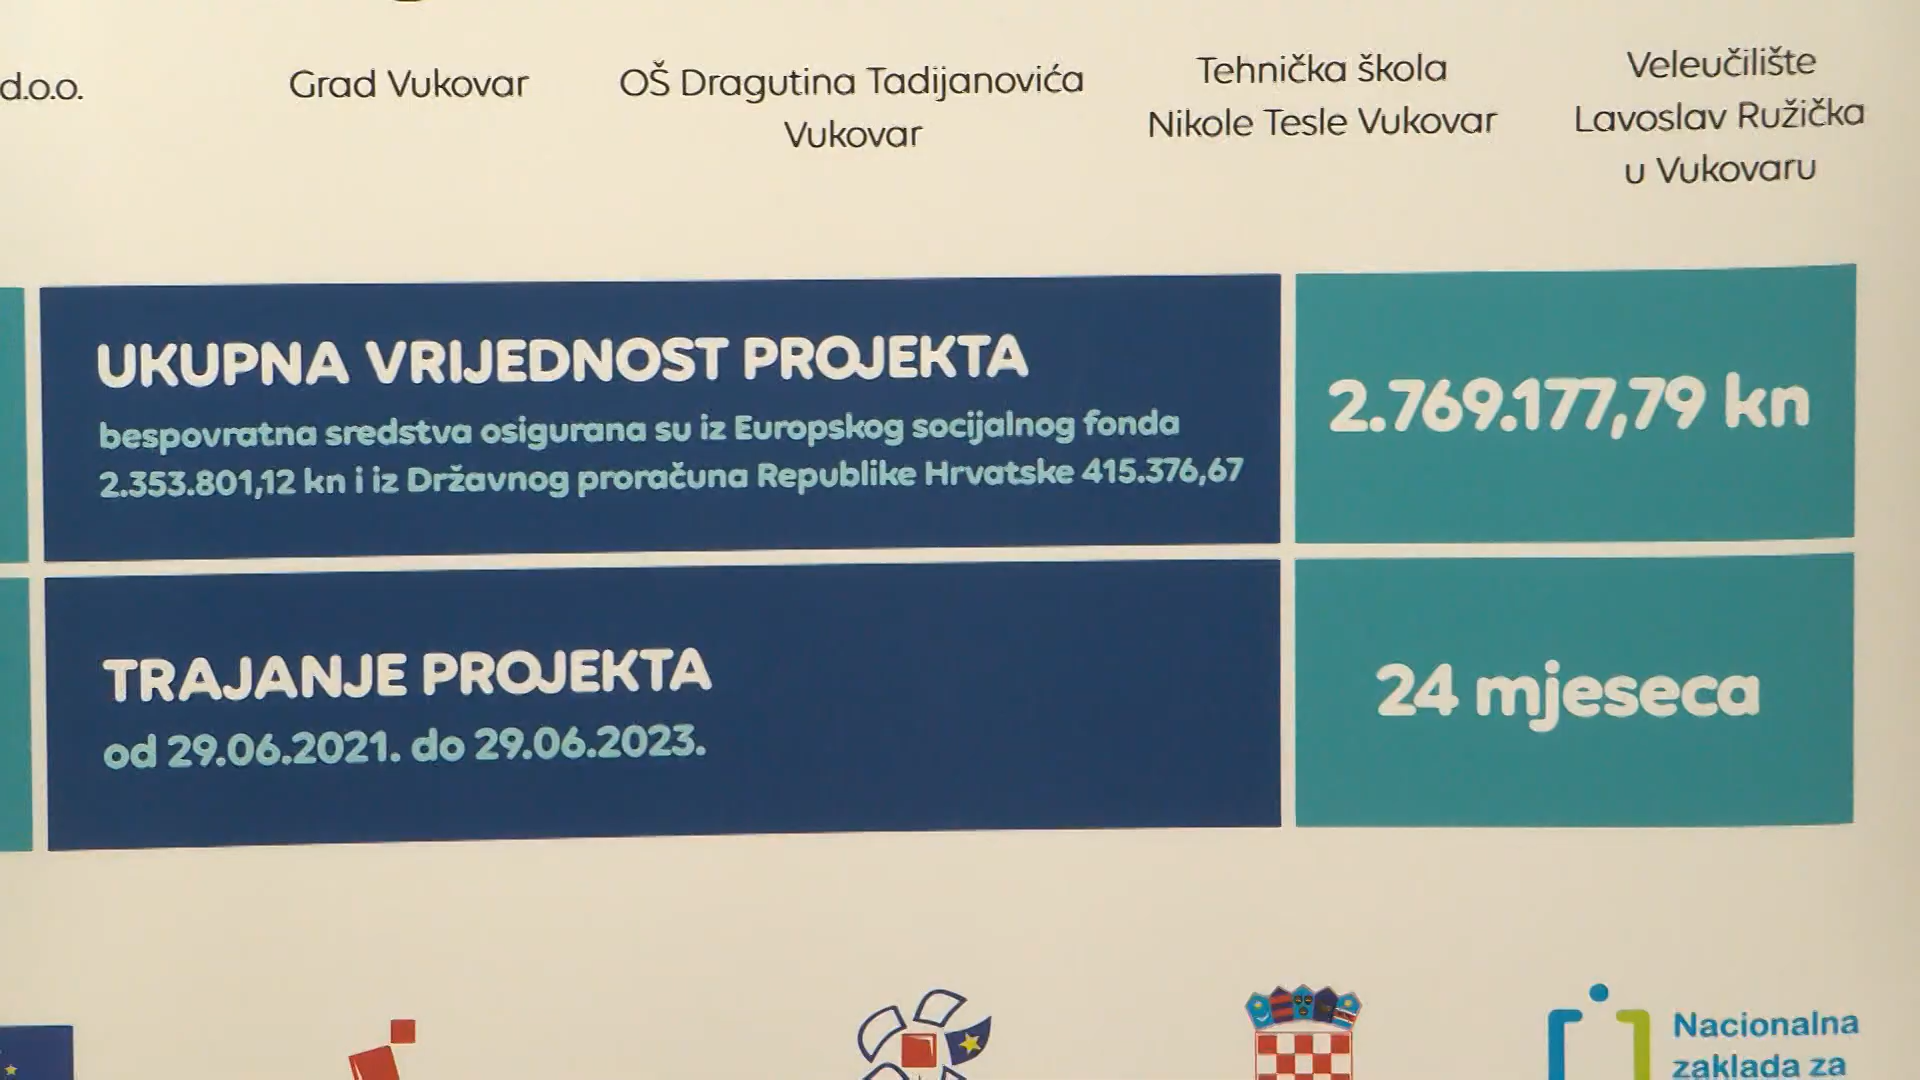 d.o.o.
Grad Vukovar
OŠ Dragutina Tadijanovića
Vukovar
Tehnička škola
Nikole Tesle Vukovar
Veleučilište
Lavoslav Ružička
u Vukovaru
UKUPNA VRIJEDNOST PROJEKTA
bespovratna sredstva osigurana su iz Europskog socijalnog fonda
2.353.801,12 kn i iz Državnog proračuna Republike Hrvatske 415.376,67
2.769.177,79 kn
TRAJANJE PROJEKTA
od 29.06.2021. do 29.06.2023.
24 mjeseca
Nacionalna
zaklada za